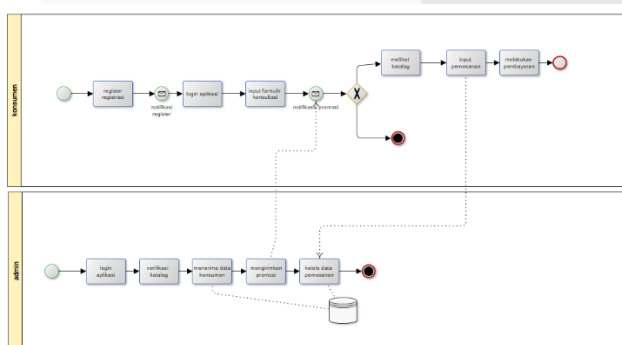 konsumen
register
registrasi
notifikasi
register
login aplikasi
input formulir
konsultasi
notifikasi promosi
melihat
katalog
input
pemesanan
melakukan
pembayaran
admin
login
aplikasi
verifikasi
katalog
menerima data
konsumen
mengirimkan
promosi
kelola data
pemesanan